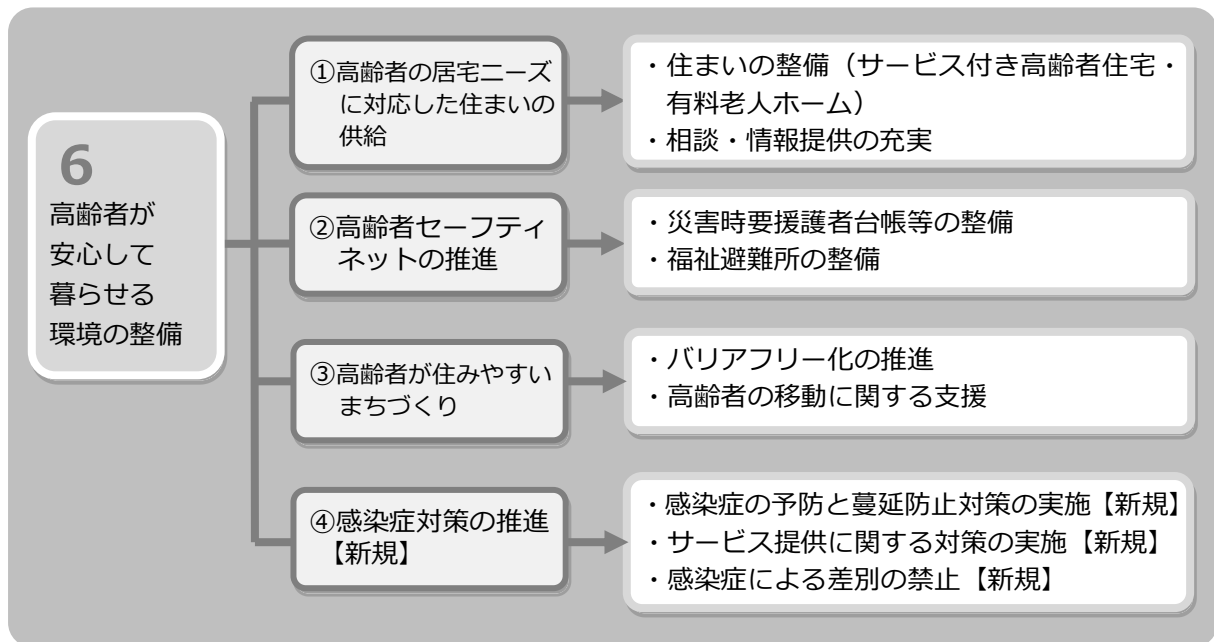 6
高齢者が
安心して
暮らせる
環境の整備
①高齢者の居宅ニーズ
に対応した住まいの
供給
・住まいの整備（サービス付き高齢者住宅・
有料老人ホーム）
・相談・情報提供の充実
②高齢者セーフティ
ネットの推進
・災害時要援護者台帳等の整備
・福祉避難所の整備
③高齢者が住みやすい
まちづくり
・バリアフリー化の推進
・高齢者の移動に関する支援
④感染症対策の推進
【新規】
・感染症の予防と蔓延防止対策の実施【新規】
・サービス提供に関する対策の実施【新規】
・感染症による差別の禁止【新規】